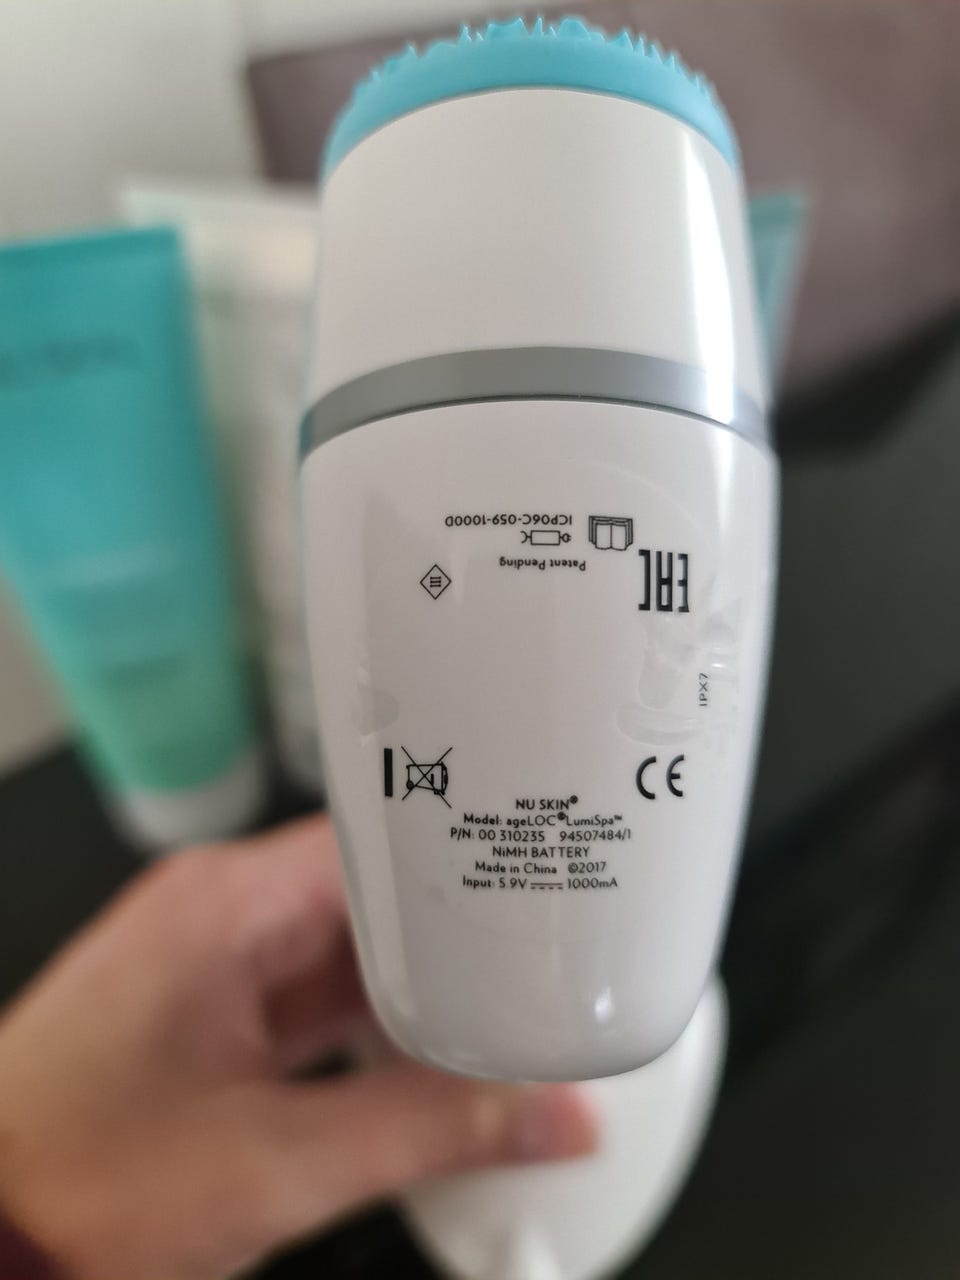 ICP06C-059-1000D
Patent Pending
III
EAC
IPX7
CE
NU SKIN®
Model: ageLOC®LumiSpa™
P/N: 00 310235 94507484/1
NiMH BATTERY
Made in China ©2017
Input: 5.9V 1000mA